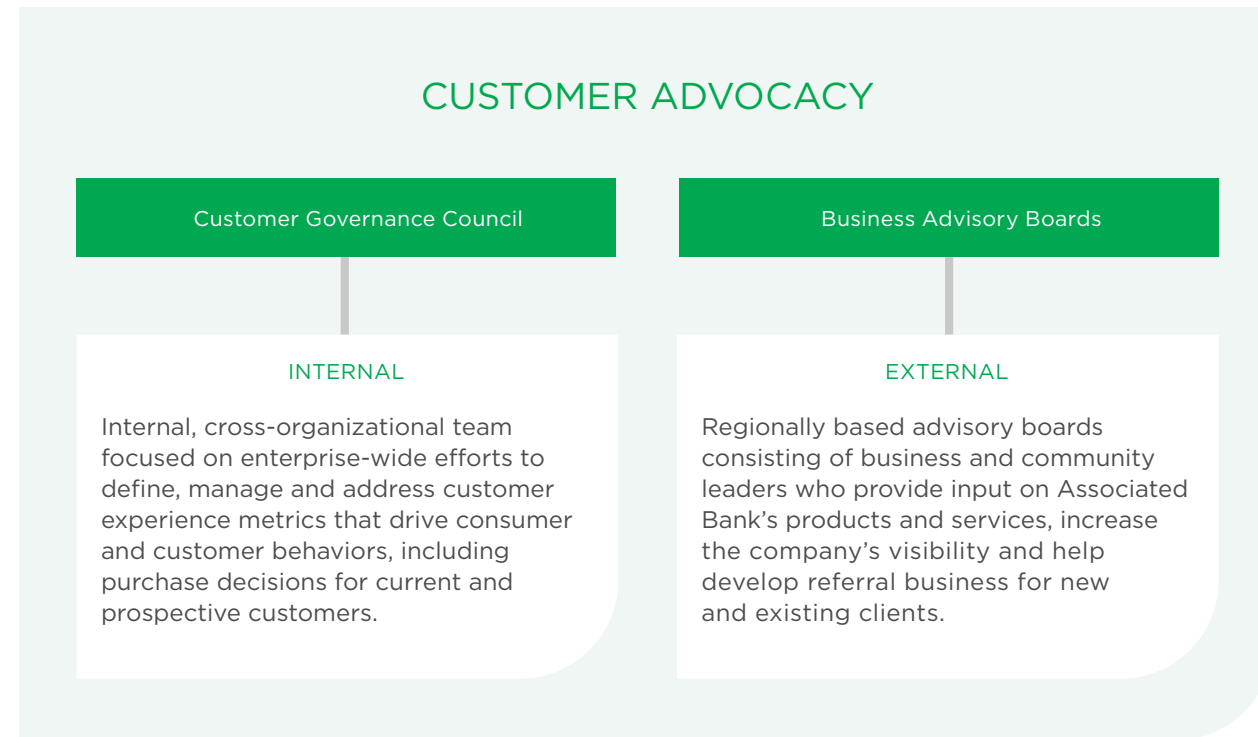 CUSTOMER ADVOCACY
Customer Governance Council
INTERNAL
Internal, cross-organizational team
focused on enterprise-wide efforts to
define, manage and address customer
experience metrics that drive consumer
and customer behaviors, including
purchase decisions for current and
prospective customers.
Business Advisory Boards
EXTERNAL
Regionally based advisory boards
consisting of business and community
leaders who provide input on Associated
Bank’s products and services, increase
the company’s visibility and help
develop referral business for new
and existing clients.